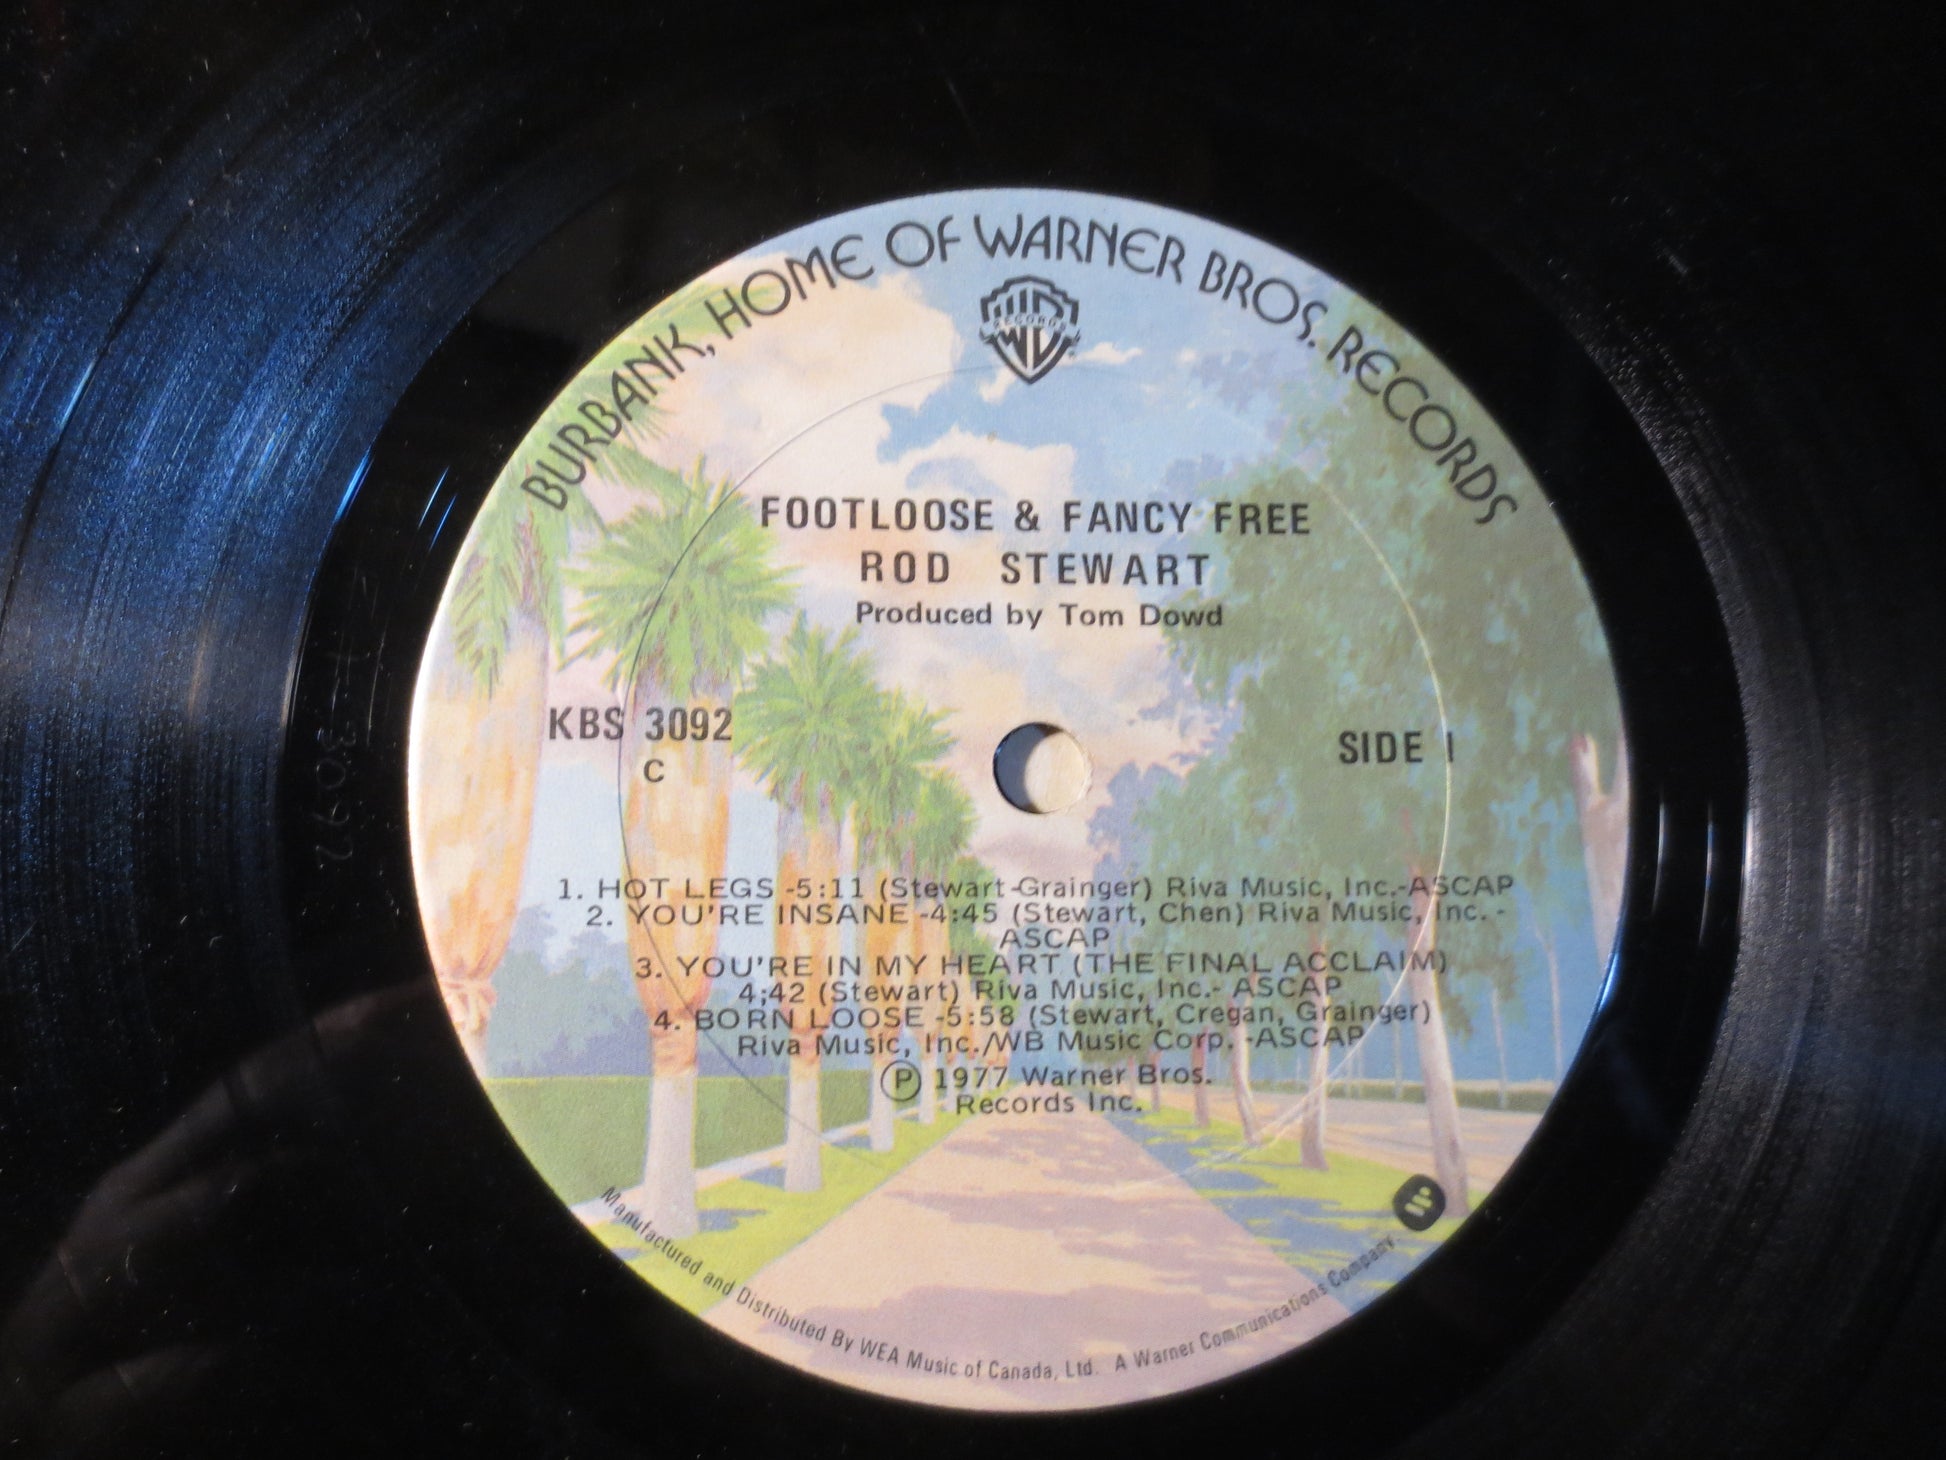 BURBANK, HOME OF WARNER BROS. RECORDS
RECORDS
FOOTLOOSE & FANCY FREE
ROD STEWART
Produced by Tom Dowd
KBS 3092
C
SIDE 1
1. HOT LEGS -5:11 (Stewart-Grainger) Riva Music, Inc.-ASCAP
2. YOU'RE INSANE -4:45 (Stewart, Chen) Riva Music, Inc. -
ASCAP
3. YOU'RE IN MY HEART (THE FINAL ACCLAIM)
4;42 (Stewart) Riva Music, Inc.- ASCAP
4. BORN LOOSE -5:58 (Stewart, Cregan, Grainger)
Riva Music, Inc./WB Music Corp. -ASCAP
Ⓟ 1977 Warner Bros.
Records Inc.
Manufactured and Distributed By WEA Music of Canada, Ltd. A Warner Communications Company.